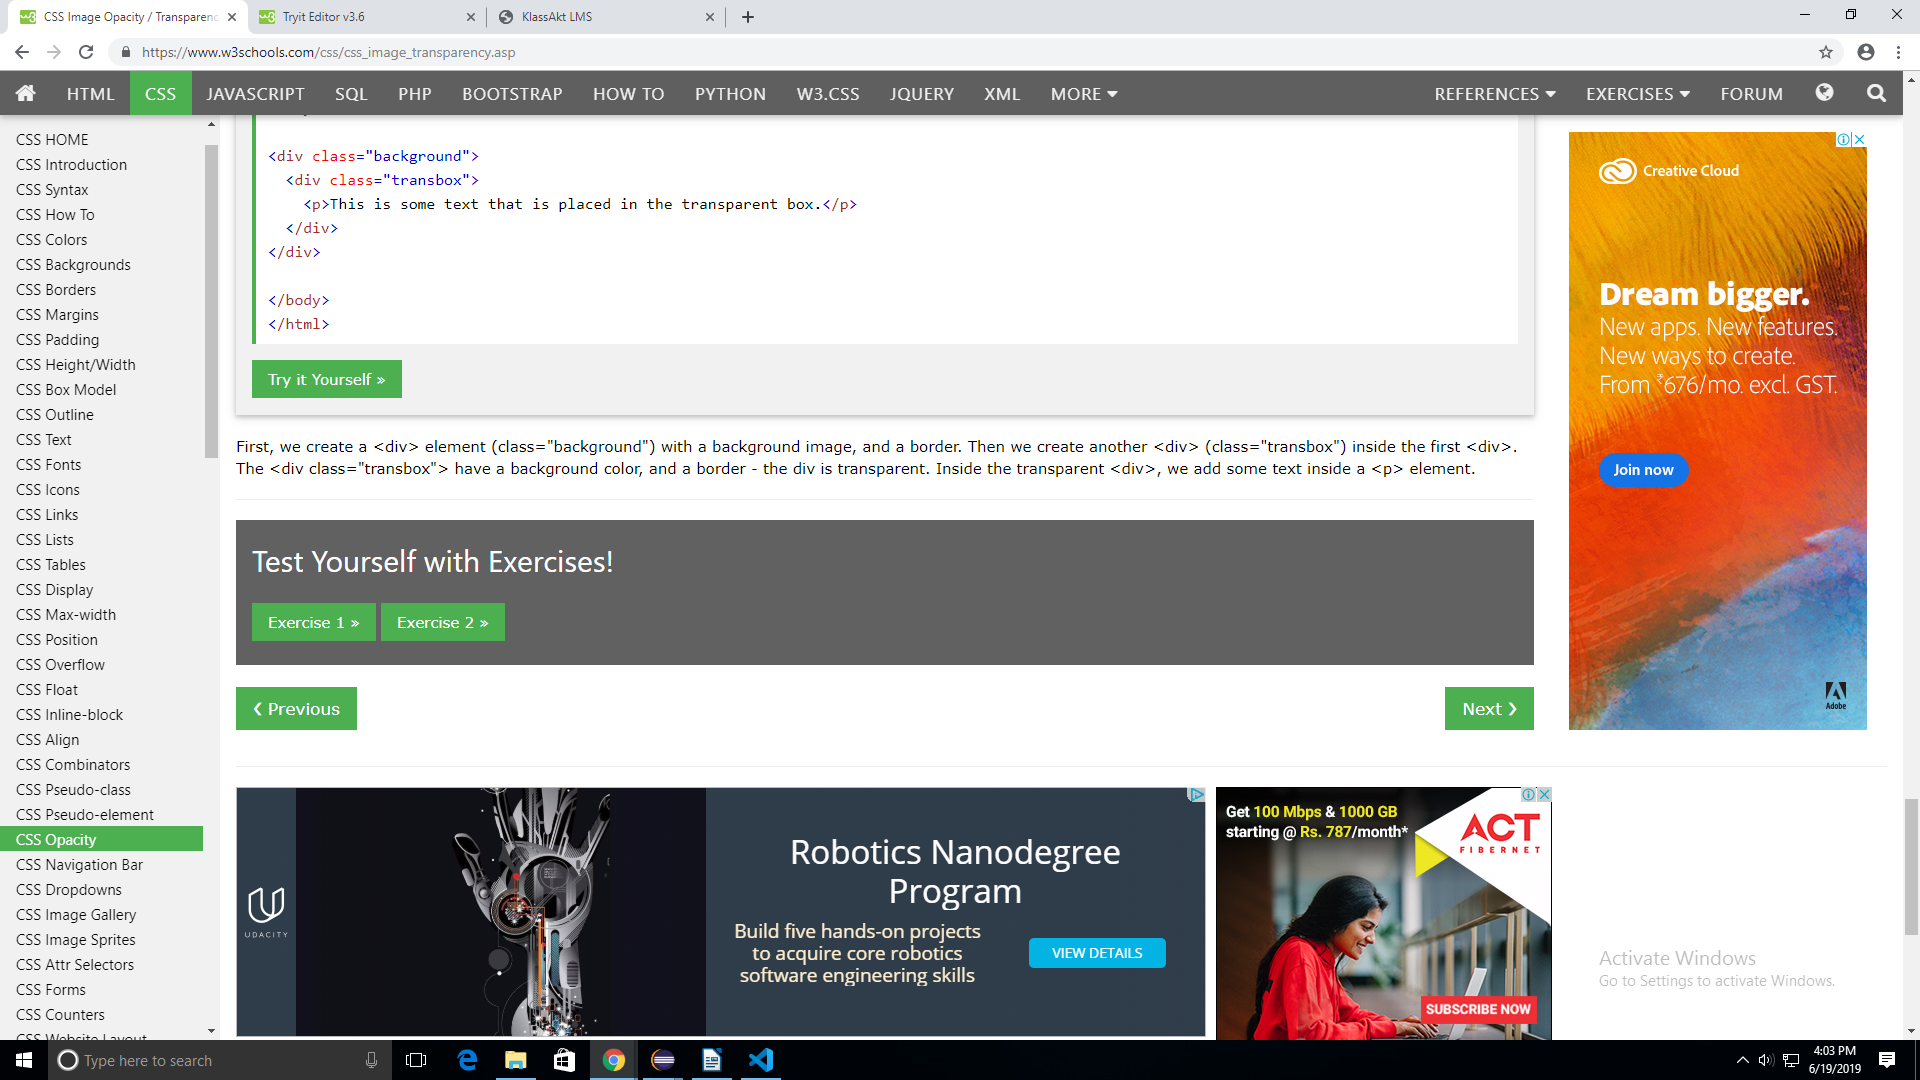 CSS Image Opacity / Transparenc
Tryit Editor v3.6
KlassAkt LMS
https://www.w3schools.com/css/css_image_transparency.asp
HTML CSS JAVASCRIPT SQL PHP BOOTSTRAP HOW TO PYTHON W3.CSS JQUERY XML MORE REFERENCES EXERCISES FORUM
CSS HOME
CSS Introduction
CSS Syntax
CSS How To
CSS Colors
CSS Backgrounds
CSS Borders
CSS Margins
CSS Padding
CSS Height/Width
CSS Box Model
CSS Outline
CSS Text
CSS Fonts
CSS Icons
CSS Links
CSS Lists
CSS Tables
CSS Display
CSS Max-width
CSS Position
CSS Overflow
CSS Float
CSS Inline-block
CSS Align
CSS Combinators
CSS Pseudo-class
CSS Pseudo-element
CSS Opacity
CSS Navigation Bar
CSS Dropdowns
CSS Image Gallery
CSS Image Sprites
CSS Attr Selectors
CSS Forms
CSS Counters
CSS Website Layout
<div class="background">
<div class="transbox">
<p>This is some text that is placed in the transparent box.</p>
</div>
</div>
</body>
</html>
Try it Yourself »
First, we create a <div> element (class="background") with a background image, and a border. Then we create another <div> (class="transbox") inside the first <div>.
The <div class="transbox"> have a background color, and a border - the div is transparent. Inside the transparent <div>, we add some text inside a <p> element.
Test Yourself with Exercises!
Exercise 1 » Exercise 2 »
❮ Previous
Next ❯
Creative Cloud
Dream bigger.
New apps. New features.
New ways to create.
From ₹676/mo. excl. GST.
Join now
Adobe
UDACITY
Robotics Nanodegree
Program
Build five hands-on projects
to acquire core robotics
software engineering skills
VIEW DETAILS
Get 100 Mbps & 1000 GB
starting @ Rs. 787/month*
ACT
FIBERNET
SUBSCRIBE NOW
Activate Windows
Go to Settings to activate Windows.
Type here to search
4:03 PM
6/19/2019